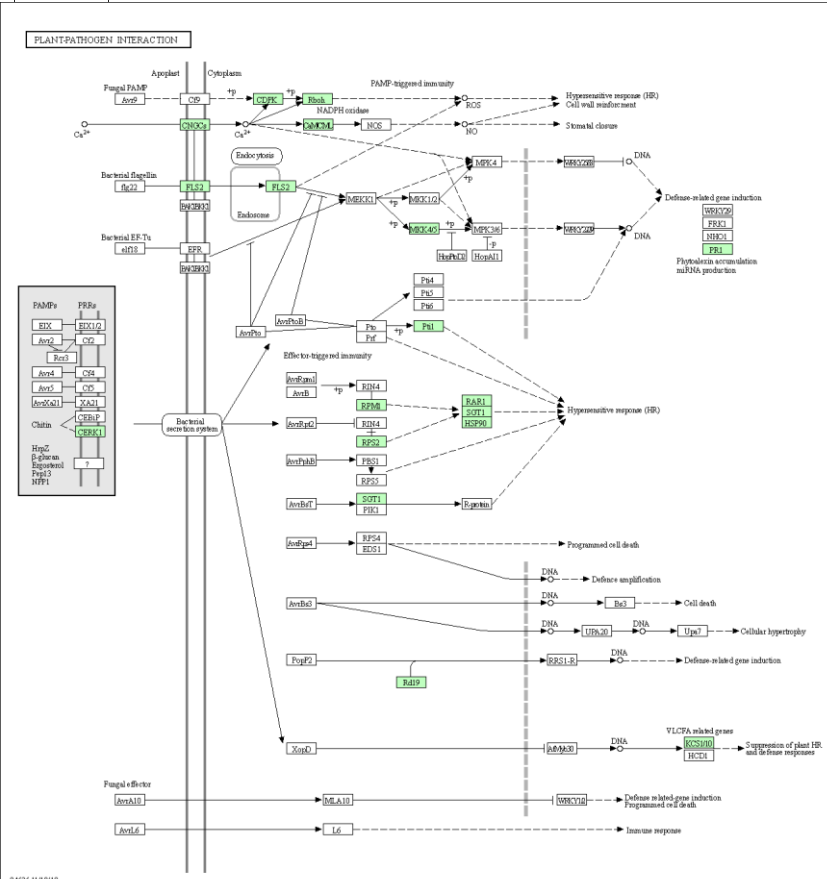 PLANT-PATHOGEN INTERACTION
Apoplast
Cytoplasm
Fungal PAMP
Avr9
Cf9
+p
CDPK
+p
Rboh
PAMP-triggered immunity
ROS
Hypersensitive response (HR)
Cell wall reinforcement
NADPH oxidase
Ca2+
CNGCs
Ca2+
CaMCML
NOS
NO
Stomatal closure
Endocytosis
MPK4
DNA
+p
Bacterial flagellin
flg22
FLS2
FLS2
MEKK1
MKK1/2
+p
Defense-related gene induction
WRKY29
FRK1
NHO1
PR1
Phytoalexin accumulation
miRNA production
Endosome
+p
MKK4/5
MPK3/6
+p
-p
DNA
HopAI1
Bacterial EF-Tu
elf18
EFR
Pti4
Pti5
Pti6
AvrPtoB
AvrPto
Pto
Prf
+p
Pti1
PAMPs
PRRs
EIX
EIX1/2
Avr2
Cf2
Rcr3
Avr4
Cf4
Avr5
Cf5
AvrXa21
XA21
Chitin
CEBiP
CERK1
HrpZ
β-glucan
Ergosterol
Pep13
NPP1
?
Effector-triggered immunity
AvrRpm1
AvrB
+p
RIN4
RPM1
RAR1
SGT1
HSP90
Hypersensitive response (HR)
Bacterial
secretion system
AvrRpt2
RIN4
RPS2
AvrPphB
PBS1
RPS5
AvrBsT
SGT1
PIK1
R-protein
AvrRps4
RPS4
EDS1
Programmed cell death
DNA
Defence amplification
AvrBs3
DNA
Bs3
Cell death
DNA
UPA20
DNA
Upa7
Cellular hypertrophy
PopP2
RRS1-R
DNA
Defense-related gene induction
Rd19
VLCFA related genes
XopD
AtMyb30
DNA
KCS1/10
HCD1
Suppression of plant HR
and defense responses
Fungal effector
AvrA10
MLA10
WRKY1/2
Defense related-gene induction
Programmed cell death
AvrL6
L6
Immune response